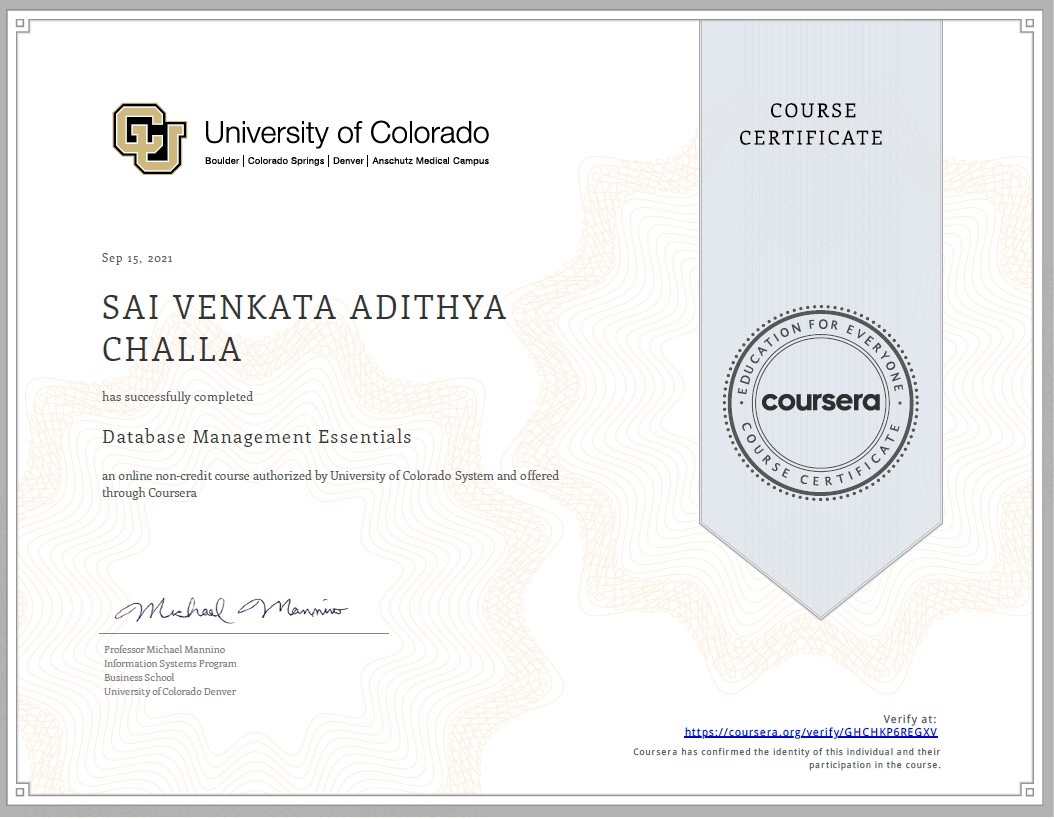 CU
University of Colorado
Boulder | Colorado Springs | Denver | Anschutz Medical Campus
COURSE
CERTIFICATE
Sep 15, 2021
SAI VENKATA ADITHYA
CHALLA
has successfully completed
Database Management Essentials
an online non-credit course authorized by University of Colorado System and offered
through Coursera
EDUCATION FOR EVERYONE
coursera
COURSE CERTIFICATE
Michael Mannino
Professor Michael Mannino
Information Systems Program
Business School
University of Colorado Denver
Verify at:
https://coursera.org/verify/GHCHKP6REGXV
Coursera has confirmed the identity of this individual and their
participation in the course.